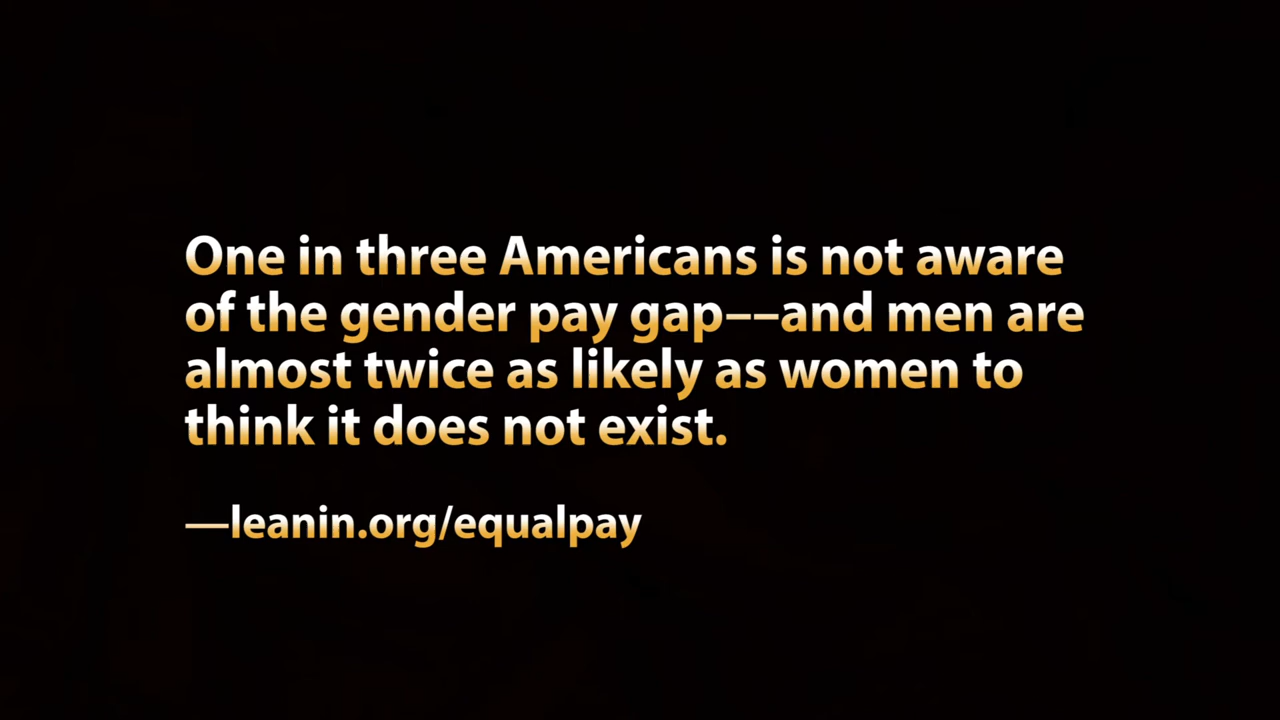 One in three Americans is not aware
of the gender pay gap––and men are
almost twice as likely as women to
think it does not exist.
—leanin.org/equalpay